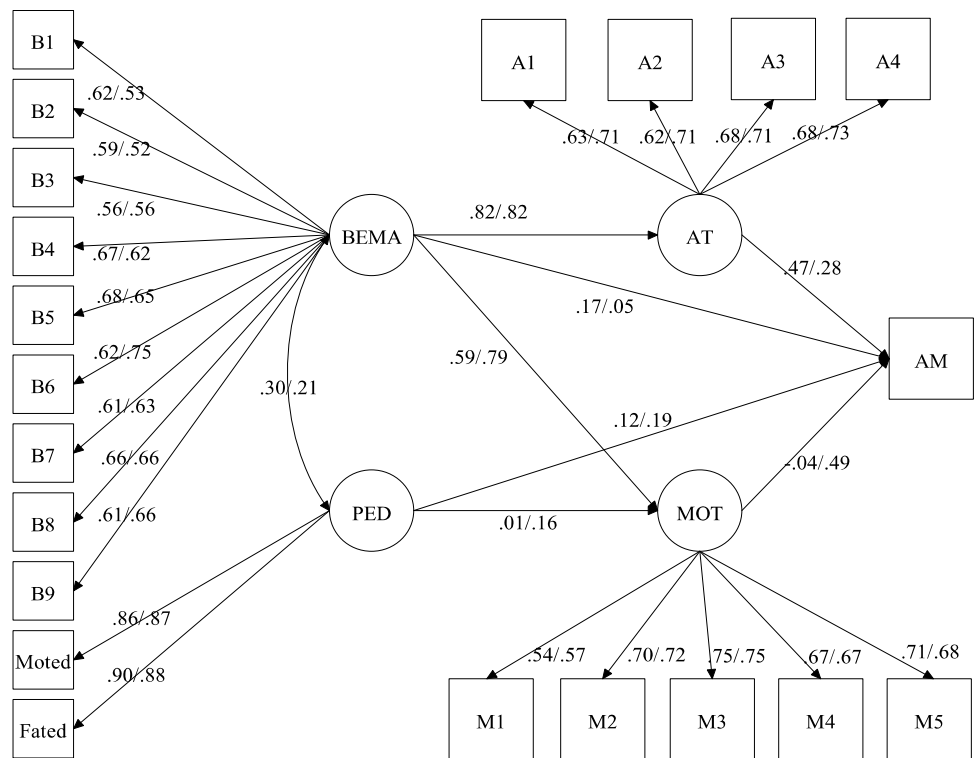 B1
B2
B3
B4
B5
B6
B7
B8
B9
Moted
Fated
.62/.53
.59/.52
.56/.56
.67/.62
.68/.65
.62/.75
.61/.63
.66/.66
.61/.66
.86/.87
.90/.88
BEMA
PED
.30/.21
A1
A2
A3
A4
.63/.71
.62/.71
.68/.71
.68/.73
.82/.82
AT
.47/.28
.17/.05
.59/.79
AM
.12/.19
-.04/.49
.01/.16
MOT
.54/.57
.70/.72
.75/.75
.67/.67
.71/.68
M1
M2
M3
M4
M5